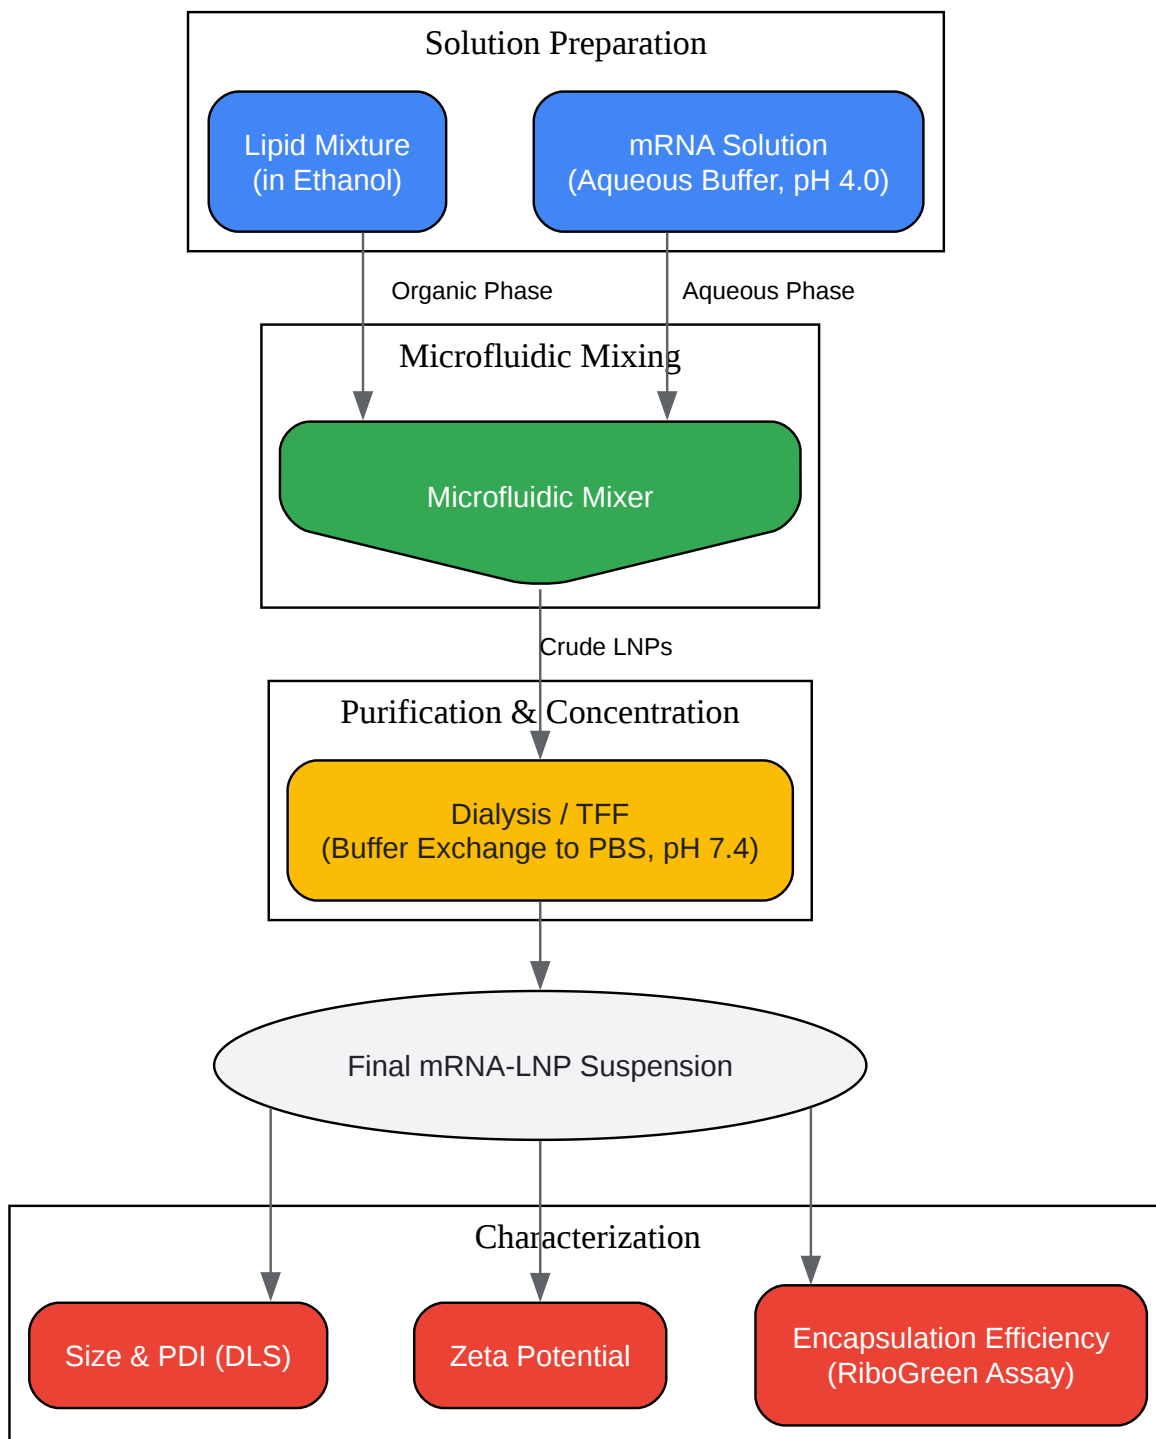 Solution Preparation
Lipid Mixture
(in Ethanol)
mRNA Solution
(Aqueous Buffer, pH 4.0)
Organic Phase
Aqueous Phase
Microfluidic Mixing
Microfluidic Mixer
Crude LNPs
Purification & Concentration
Dialysis / TFF
(Buffer Exchange to PBS, pH 7.4)
Final mRNA-LNP Suspension
Characterization
Size & PDI (DLS)
Zeta Potential
Encapsulation Efficiency
(RiboGreen Assay)